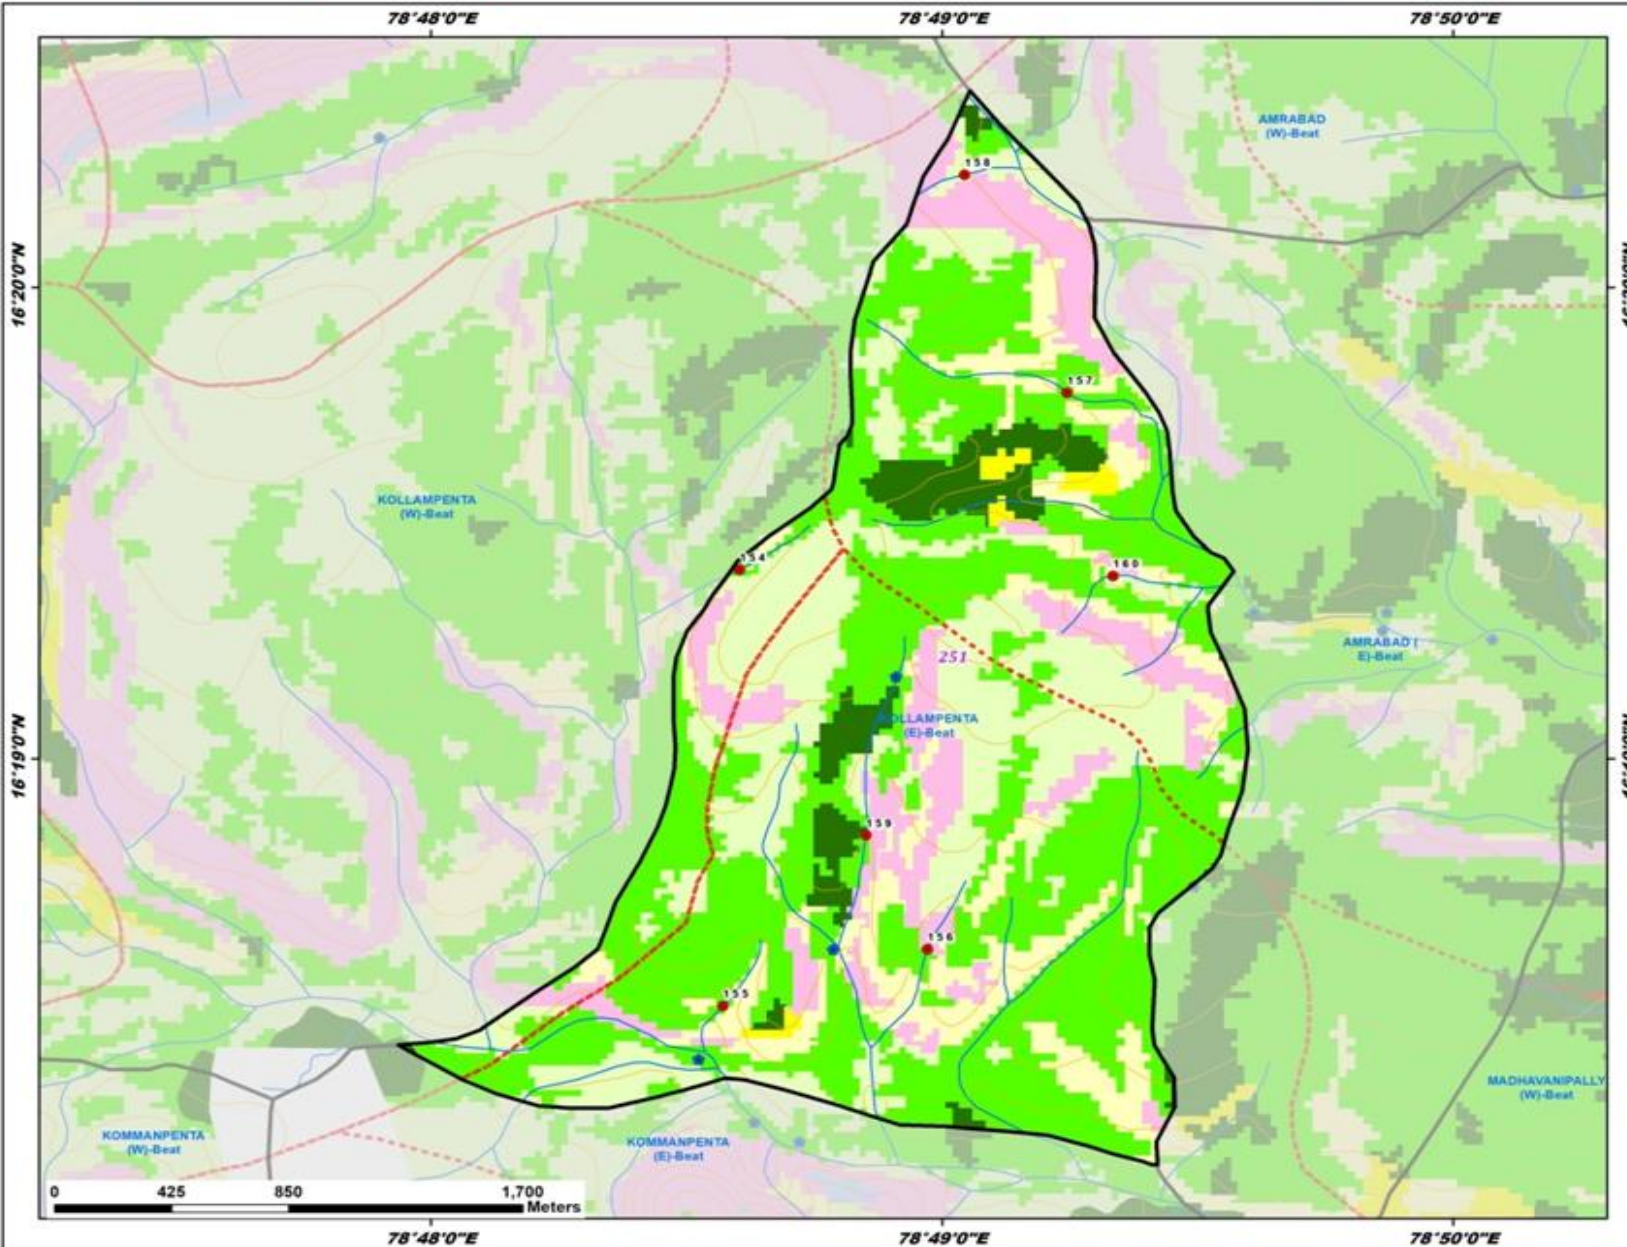 78°48'0"E
78°49'0"E
78°50'0"E
AMRABAD
(W)-Beat
158
16°20'0"N
157
KOLLAMPENTA
(W)-Beat
154
160
AMRABAD (
E)-Beat
251
OLLAMPENTA
(E)-Beat
16°19'0"N
159
156
155
MADHAVANIPALLY
(W)-Beat
KOMMANPENTA
(W)-Beat
KOMMANPENTA
(E)-Beat
0
425
850
1,700
Meters
78°48'0"E
78°49'0"E
78°50'0"E